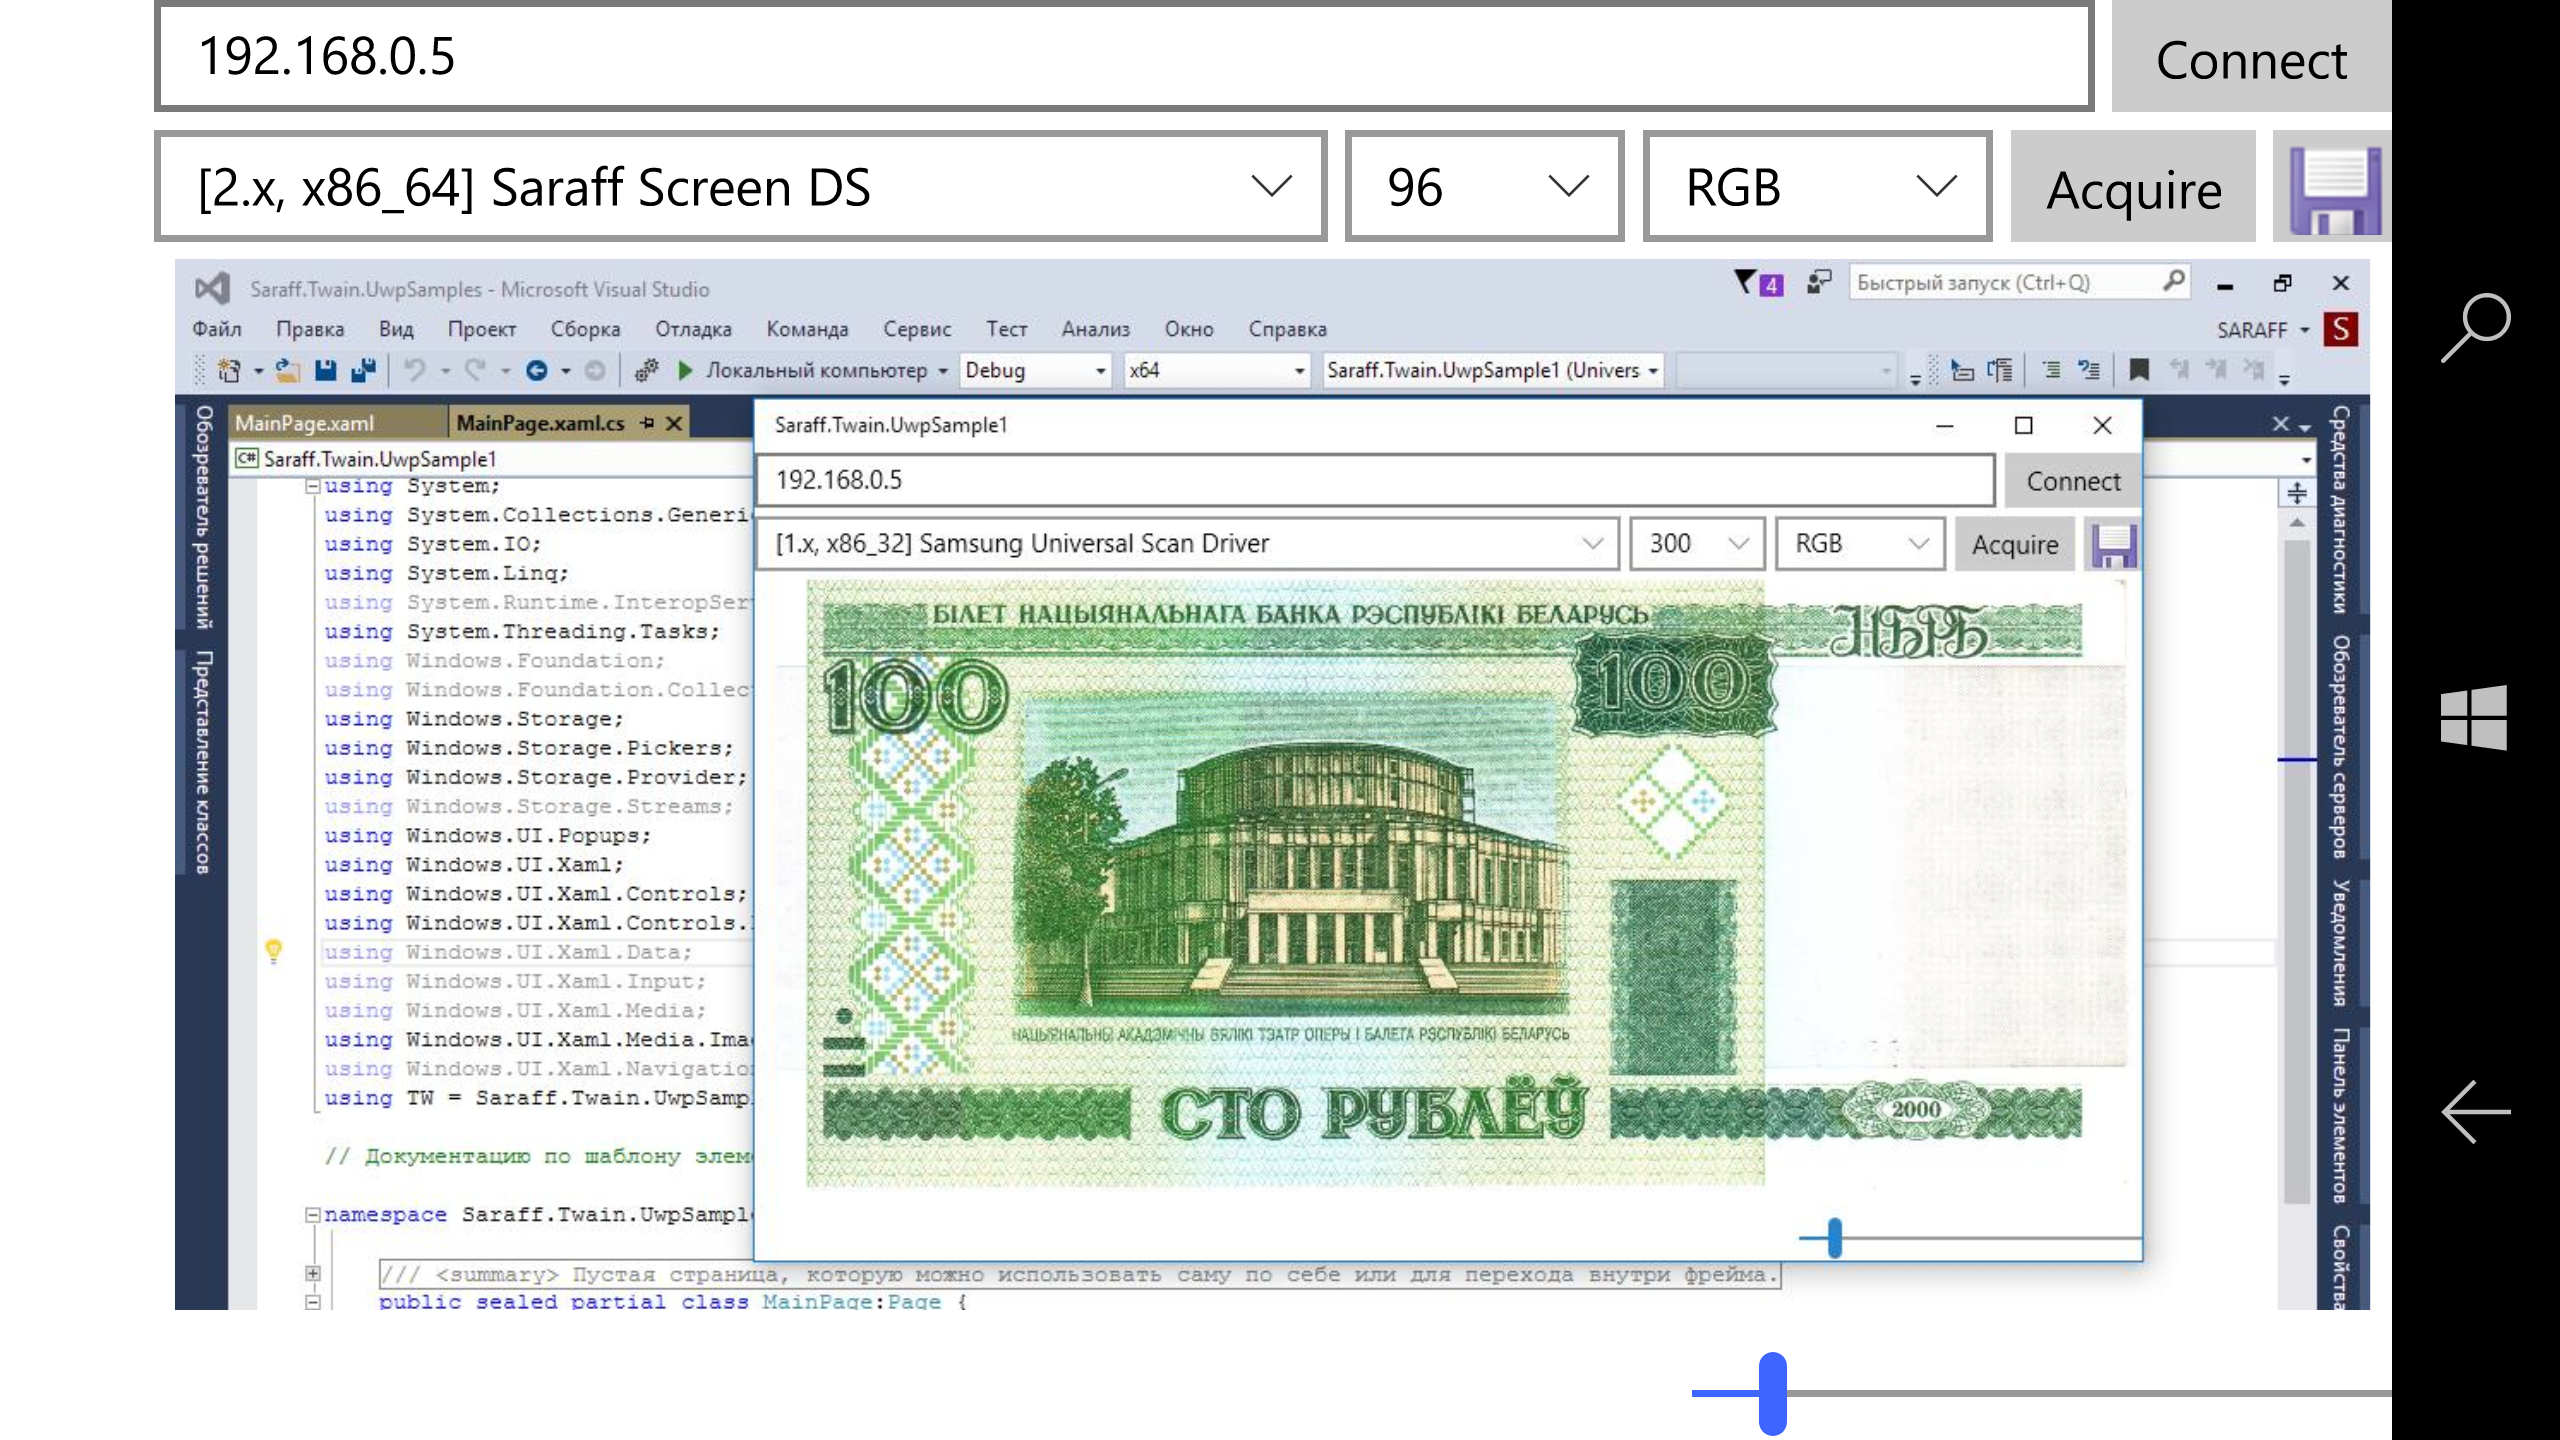 192.168.0.5
Connect
[2.x, x86_64] Saraff Screen DS
96
RGB
Acquire
Saraff.Twain.UwpSamples - Microsoft Visual Studio
4
Быстрый запуск (Ctrl+Q)
Файл Правка Вид Проект Сборка Отладка Команда Сервис Тест Анализ Окно Справка
SARAFF
S
Локальный компьютер
Debug
x64
Saraff.Twain.UwpSample1 (Univers
Обозреватель решений
Представление классов
MainPage.xaml
MainPage.xaml.cs
C# Saraff.Twain.UwpSample1
using System;
using System.Collections.Generi
using System.IO;
using System.Linq;
using System.Runtime.InteropSer
using System.Threading.Tasks;
using Windows.Foundation;
using Windows.Foundation.Collec
using Windows.Storage;
using Windows.Storage.Pickers;
using Windows.Storage.Provider;
using Windows.Storage.Streams;
using Windows.UI.Popups;
using Windows.UI.Xaml;
using Windows.UI.Xaml.Controls;
using Windows.UI.Xaml.Controls.
using Windows.UI.Xaml.Data;
using Windows.UI.Xaml.Input;
using Windows.UI.Xaml.Media;
using Windows.UI.Xaml.Media.Ima
using Windows.UI.Xaml.Navigatio
using TW = Saraff.Twain.UwpSamp
// Документацию по шаблону элем
namespace Saraff.Twain.UwpSampl
/// <summary> Пустая страница, которую можно использовать саму по себе или для перехода внутри фрейма.
public sealed partial class MainPage:Page {
Saraff.Twain.UwpSample1
192.168.0.5
Connect
[1.x, x86_32] Samsung Universal Scan Driver
300
RGB
Acquire
БІЛЕТ НАЦЫЯНАЛЬНАГА БАНКА РЭСПУБЛІКІ БЕЛАРУСЬ
НБРБ
100
100
НАЦЫЯНАЛЬНЫ АКАДЭМІЧНЫ ВЯЛІКІ ТЭАТР ОПЕРЫ І БАЛЕТА РЭСПУБЛІКІ БЕЛАРУСЬ
СТО РУБЛЁЎ
2000
Средства диагностики
Обозреватель серверов
Уведомления
Панель элементов
Свойства